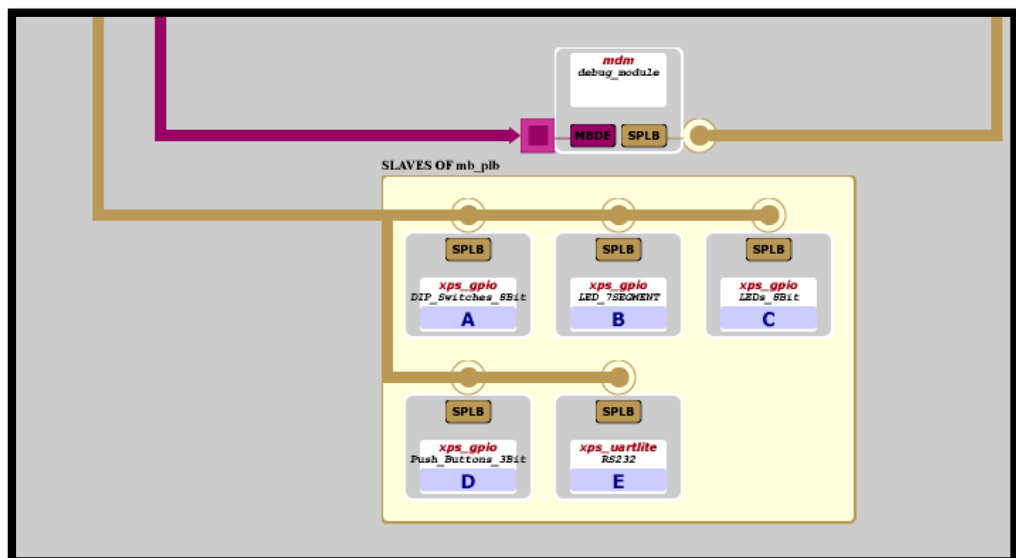 mdm
debug_module
MBDE SPLB
SLAVES OF mb_plb
SPLB SPLB SPLB
xps_gpio xps_gpio xps_gpio
DIP_Switches_8Bit LED_7SEGMENT LEDs_8Bit
A B C
SPLB SPLB
xps_gpio xps_uartlite
Push_Buttons_3Bit RS232
D E